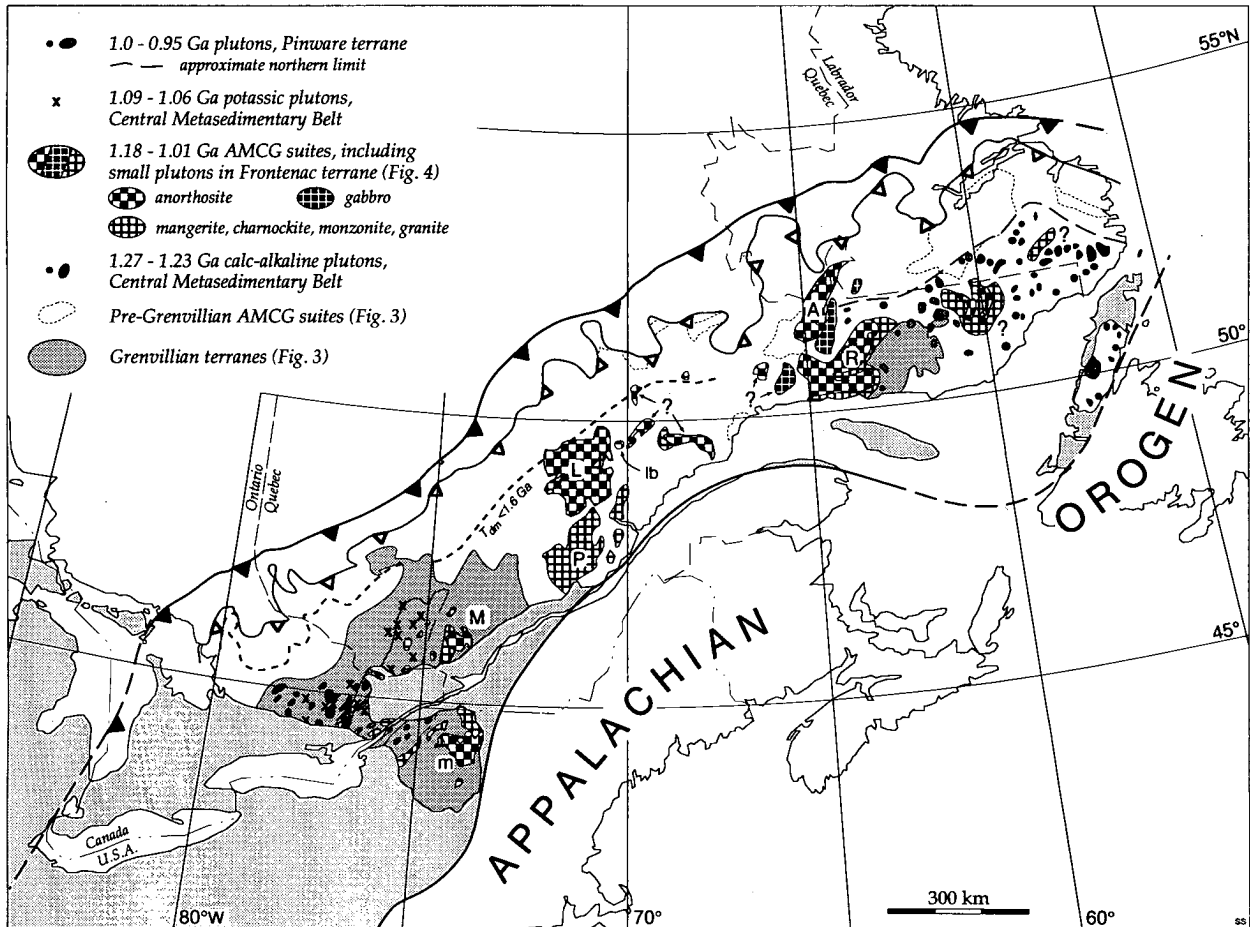 1.0 - 0.95 Ga plutons, Pinware terrane
approximate northern limit
1.09 - 1.06 Ga potassic plutons,
Central Metasedimentary Belt
1.18 - 1.01 Ga AMCG suites, including
small plutons in Frontenac terrane (Fig. 4)
anorthosite
gabbro
mangerite, charnockite, monzonite, granite
1.27 - 1.23 Ga calc-alkaline plutons,
Central Metasedimentary Belt
Pre-Grenvillian AMCG suites (Fig. 3)
Grenvillian terranes (Fig. 3)
55°N
Labrador
Quebec
?
A
?
R
50°
?
?
L
lb
Ontario
Quebec
Tdm <1.6 Ga
P
M
m
OROGEN
APPALACHIAN
45°
Canada
U.S.A.
80°W
70°
300 km
60°
ss